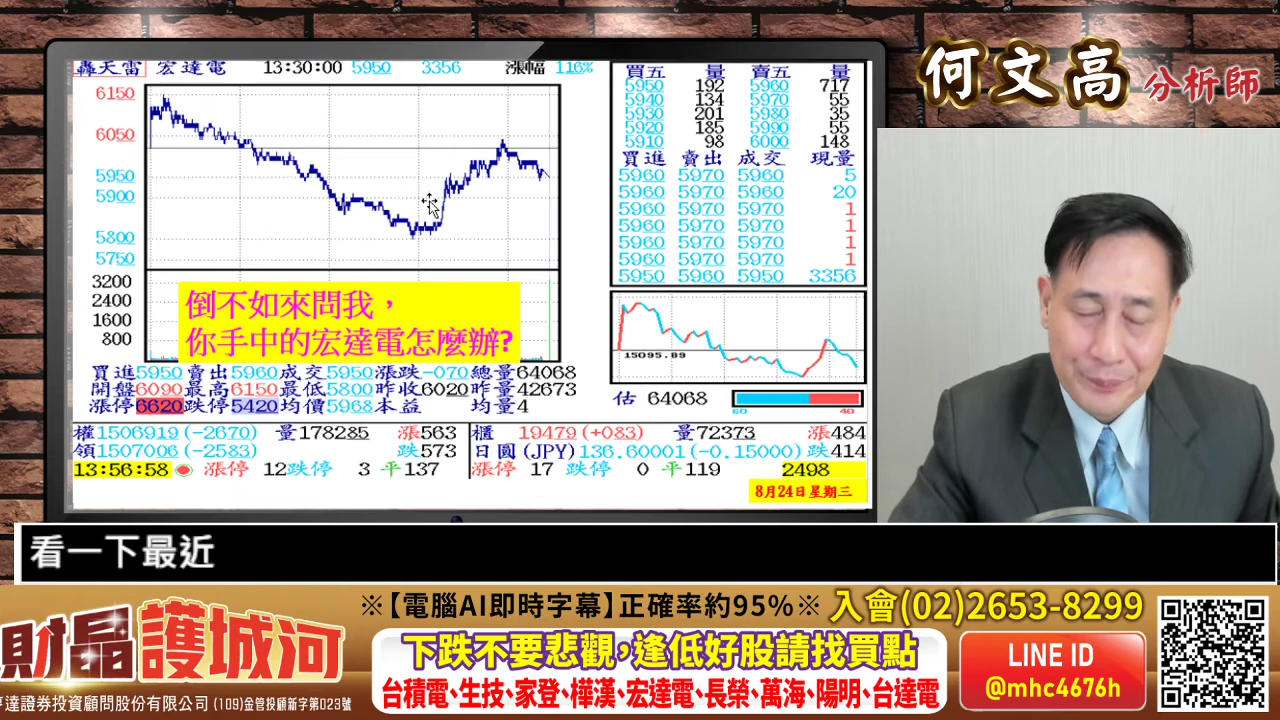 轟天雷 宏達電 13:30:00 5950 3356 漲幅 116%
6150
6050
5950
5900
5800
5750
3200
2400
1600
800
倒不如來問我，
你手中的宏達電怎麼辦?
買進5950 賣出5960 成交5950 漲跌-070 總量64068
開盤6090 最高6150 最低5800 昨收6020 昨量42673
漲停6620 跌停5420 均價5968 本益 均量4
買五 量 賣五 量
5950 192 5960 717
5940 134 5970 55
5930 201 5980 35
5920 185 5990 55
5910 98 6000 148
買進 賣出 成交 現量
5960 5970 5960 5
5960 5970 5960 20
5960 5970 5970 1
5960 5970 5970 1
5960 5970 5970 1
5960 5970 5970 1
5950 5960 5950 3356
15095.89
估 64068
60 40
權1506919(-2670) 量178285 漲563
領1507006(-2583) 跌573
13:56:58 漲停 12 跌停 3 平137
櫃 19479(+083) 量72373 漲484
日圓(JPY)136.60001(-0.15000) 跌414
漲停 17 跌停 0 平119 2498
8月24日星期三
何文高 分析師
看一下最近
※【電腦AI即時字幕】正確率約95%※ 入會(02)2653-8299
財晶護城河
達證券投資顧問股份有限公司 (109)金管投顧新字第023號
下跌不要悲觀，逢低好股請找買點
台積電、生技、家登、樺漢、宏達電、長榮、萬海、陽明、台達電
LINE ID
@mhc4676h